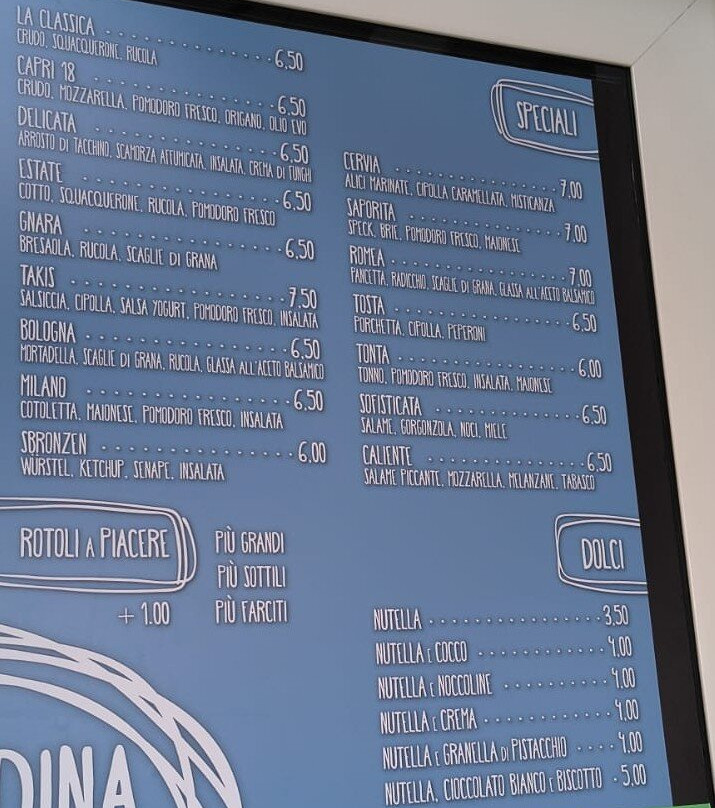 LA CLASSICA 6,50
CRUDO, SQUACQUERONE, RUCOLA
CAPRI 18 6,50
CRUDO, MOZZARELLA, POMODORO FRESCO, ORIGANO, OLIO EVO
DELICATA 6,50
ARROSTO DI TACCHINO, SCAMORZA AFFUMICATA, INSALATA, CREMA DI FUNGHI
ESTATE 6,50
COTTO, SQUACQUERONE, RUCOLA, POMODORO FRESCO
GNARA 6,50
BRESAOLA, RUCOLA, SCAGLIE DI GRANA
TAKIS 7,50
SALSICCIA, CIPOLLA, SALSA YOGURT, POMODORO FRESCO, INSALATA
BOLOGNA 6,50
MORTADELLA, SCAGLIE DI GRANA, RUCOLA, GLASSA ALL'ACETO BALSAMICO
MILANO 6,50
COTOLETTA, MAIONESE, POMODORO FRESCO, INSALATA
SBRONZEN 6,00
WÜRSTEL, KETCHUP, SENAPE, INSALATA
ROTOLI A PIACERE
+ 1.00
PIÙ GRANDI
PIÙ SOTTILI
PIÙ FARCITI
DINA
SPECIALI
CERVIA 7,00
ALICI MARINATE, CIPOLLA CARAMELLATA, MISTICANZA
SAPORITA 7,00
SPECK, BRIE, POMODORO FRESCO, MAIONESE
ROMEA 7,00
PANCETTA, RADICCHIO, SCAGLIE DI GRANA, GLASSA ALL'ACETO BALSAMICO
TOSTA 6,50
PORCHETTA, CIPOLLA, PEPERONI
TONTA 6,00
TONNO, POMODORO FRESCO, INSALATA, MAIONESE
SOFISTICATA 6,50
SALAME, GORGONZOLA, NOCI, MIELE
CALIENTE 6,50
SALAME PICCANTE, MOZZARELLA, MELANZANE, TABASCO
DOLCI
NUTELLA 3,50
NUTELLA E COCCO 4,00
NUTELLA E NOCCOLINE 4,00
NUTELLA E CREMA 4,00
NUTELLA E GRANELLA DI PISTACCHIO 4,00
NUTELLA, CIOCCOLATO BIANCO E BISCOTTO 5,00